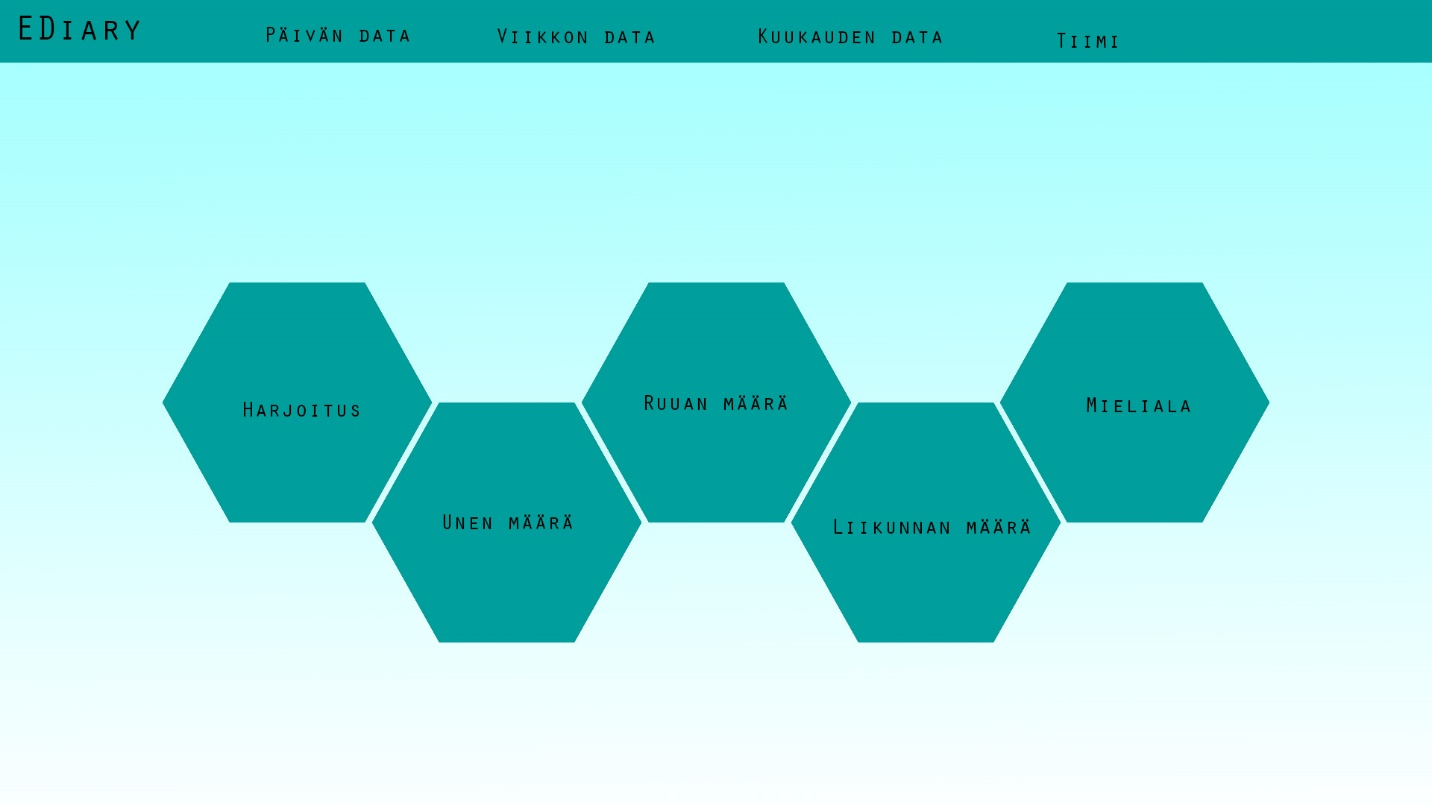 EDiary
Päivän data
Viikkon data
Kuukauden data
Tiimi
Harjoitus
Ruuan määrä
Mieliala
Unen määrä
Liikunnan määrä